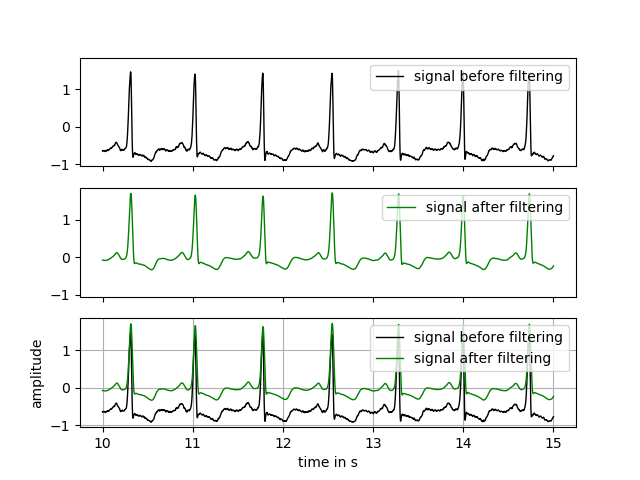 signal before filtering
1
0
−1
signal after filtering
1
0
−1
signal before filtering
signal after filtering
1
0
−1
amplitude
10 11 12 13 14 15
time in s